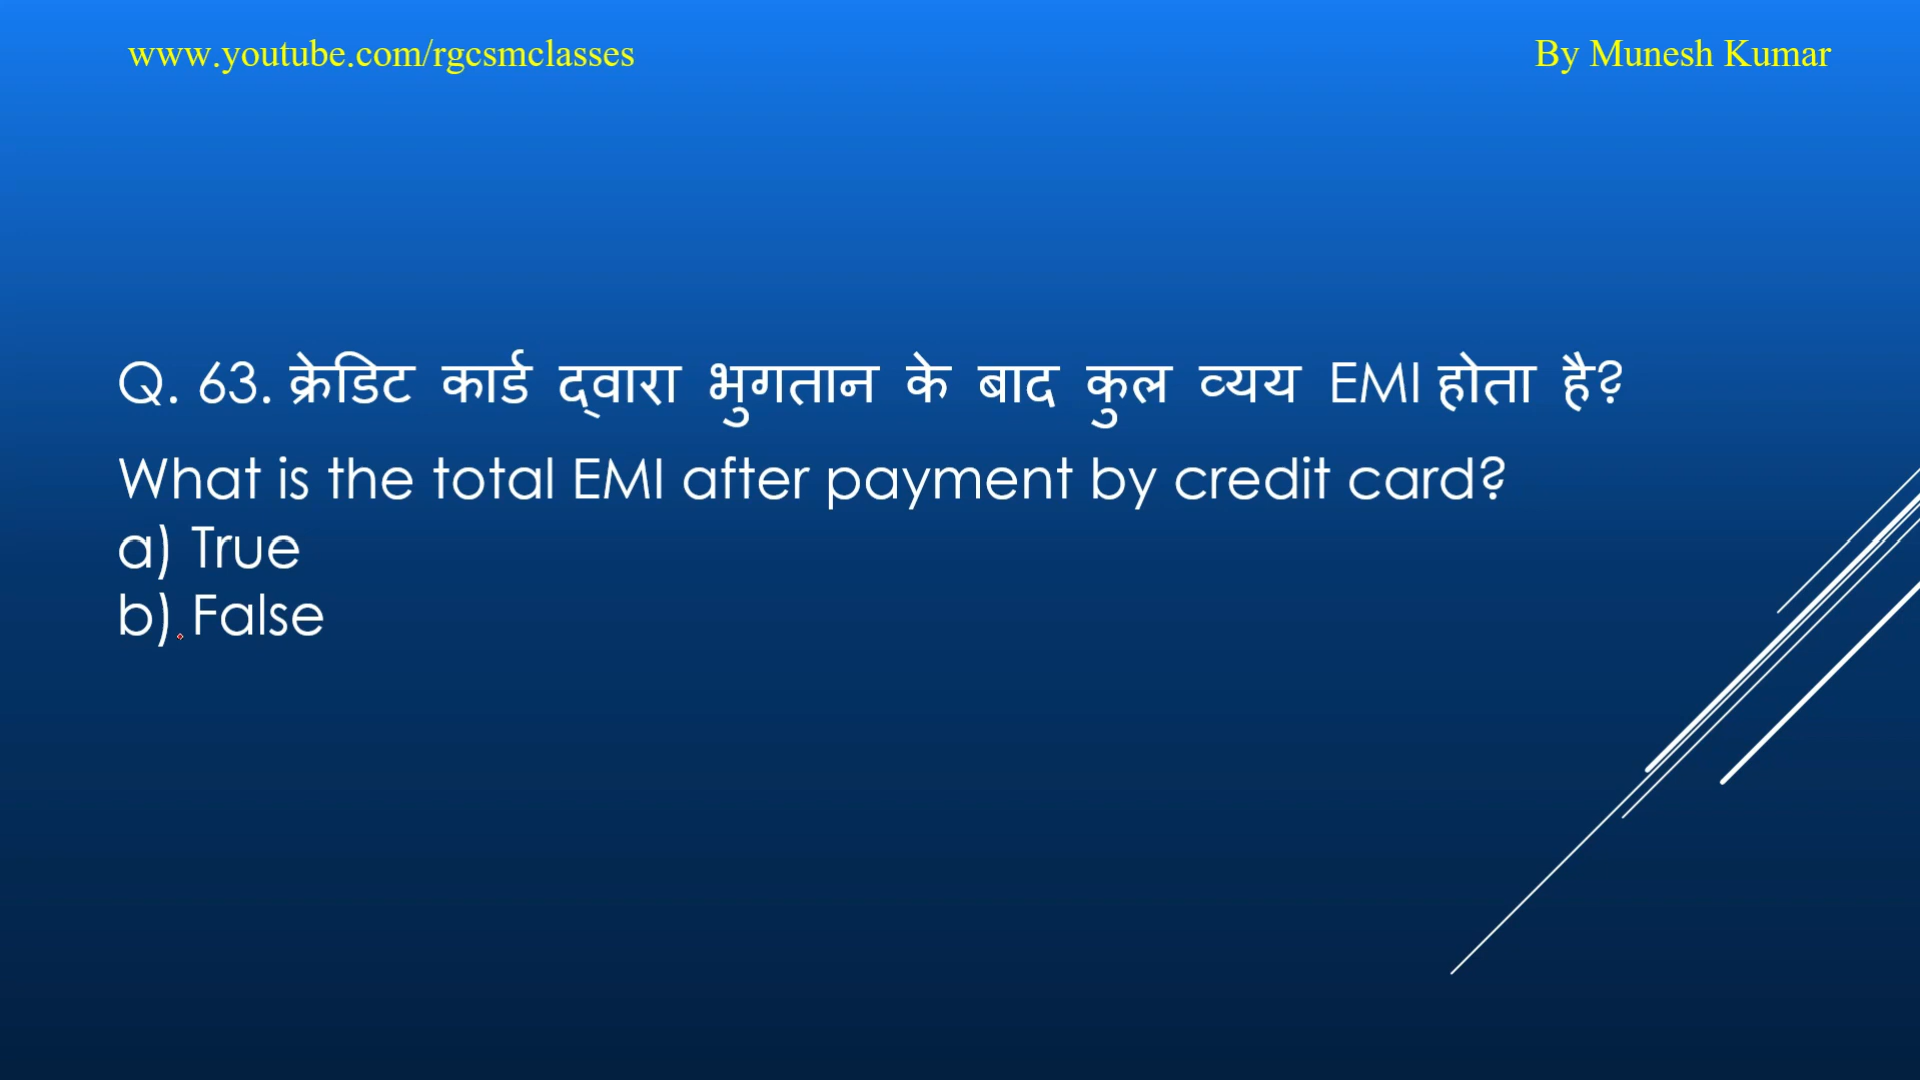 www.youtube.com/rgcsmclasses
By Munesh Kumar
Q. 63. क्रेडिट कार्ड द्वारा भुगतान के बाद कुल व्यय EMI होता है?
What is the total EMI after payment by credit card?
a) True
b) False